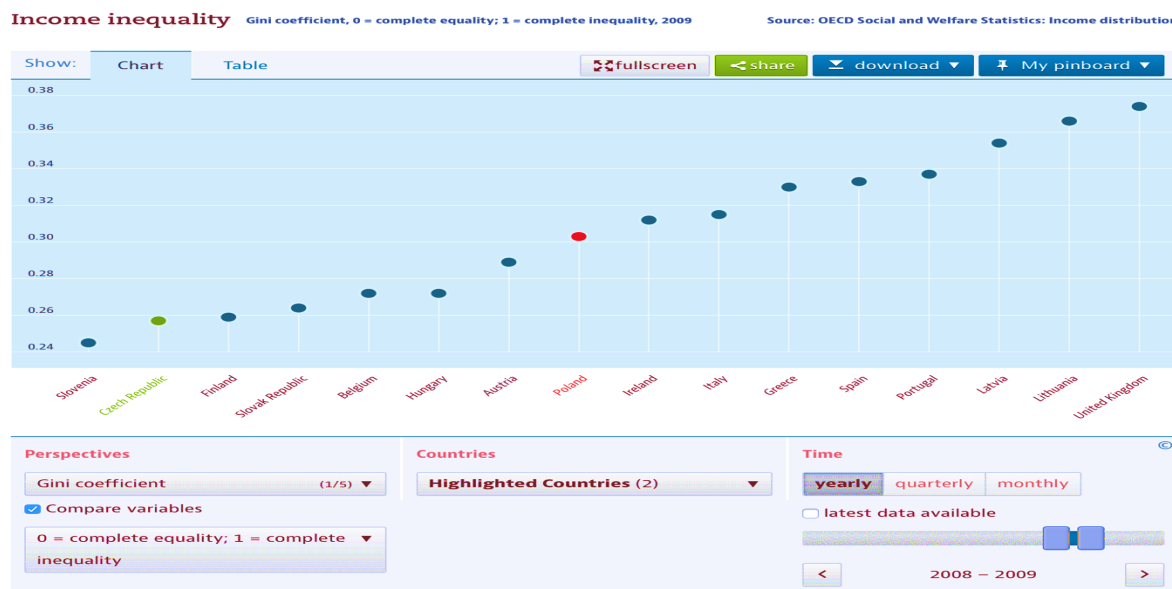 Income inequality Gini coefficient, 0 = complete equality; 1 = complete inequality, 2009 Source: OECD Social and Welfare Statistics: Income distribution
Show: Chart Table fullscreen share download My pinboard
0.38
0.36
0.34
0.32
0.30
0.28
0.26
0.24
Slovenia Czech Republic Finland Slovak Republic Belgium Hungary Austria Poland Ireland Italy Greece Spain Portugal Latvia Lithuania United Kingdom
©
Perspectives Countries Time
Gini coefficient (1/5) Highlighted Countries (2) yearly quarterly monthly
Compare variables latest data available
0 = complete equality; 1 = complete
inequality
< 2008 – 2009 >